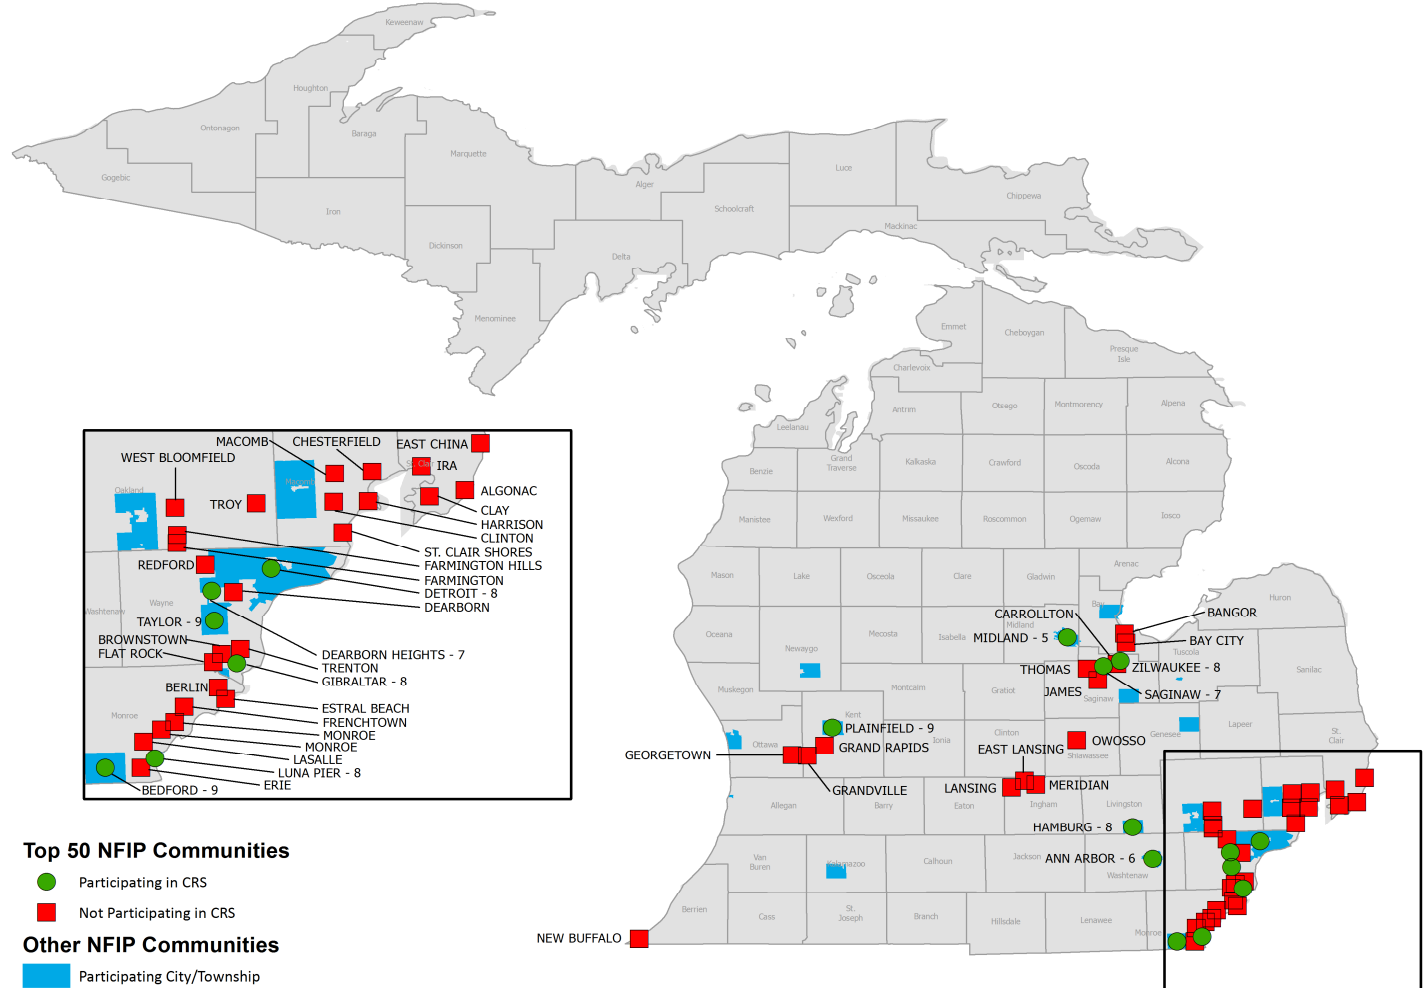 Keweenaw
Houghton
Ontonagon
Baraga
Marquette
Gogebic
Iron
Alger
Luce
Chippewa
Schoolcraft
Mackinac
Dickinson
Delta
Menominee
Emmet
Cheboygan
Presque
Isle
Charlevoix
Antrim
Otsego
Montmorency
Alpena
Leelanau
Benzie
Grand
Traverse
Kalkaska
Crawford
Oscoda
Alcona
Manistee
Wexford
Missaukee
Roscommon
Ogemaw
Iosco
Mason
Lake
Osceola
Clare
Gladwin
Arenac
Huron
Oceana
Newaygo
Mecosta
Isabella
Midland
Bay
Tuscola
Sanilac
CARROLLTON
BANGOR
MIDLAND - 5
BAY CITY
THOMAS
ZILWAUKEE - 8
JAMES
SAGINAW - 7
Muskegon
Montcalm
Gratiot
Saginaw
Kent
Ottawa
Ionia
Clinton
Shiawassee
Genesee
Lapeer
St.
Clair
PLAINFIELD - 9
GRAND RAPIDS
GEORGETOWN
GRANDVILLE
EAST LANSING
OWOSSO
LANSING
MERIDIAN
Allegan
Barry
Eaton
Ingham
Livingston
HAMBURG - 8
ANN ARBOR - 6
Van
Buren
Kalamazoo
Calhoun
Jackson
Washtenaw
Berrien
Cass
St.
Joseph
Branch
Hillsdale
Lenawee
Monroe
NEW BUFFALO
MACOMB
CHESTERFIELD
EAST CHINA
WEST BLOOMFIELD
St. Clair
IRA
Oakland
Macomb
TROY
ALGONAC
CLAY
HARRISON
CLINTON
ST. CLAIR SHORES
FARMINGTON HILLS
REDFORD
FARMINGTON
DETROIT - 8
DEARBORN
Washtenaw
Wayne
TAYLOR - 9
BROWNSTOWN
FLAT ROCK
DEARBORN HEIGHTS - 7
TRENTON
GIBRALTAR - 8
BERLIN
ESTRAL BEACH
Monroe
FRENCHTOWN
MONROE
MONROE
LASALLE
LUNA PIER - 8
ERIE
BEDFORD - 9
Top 50 NFIP Communities
Participating in CRS
Not Participating in CRS
Other NFIP Communities
Participating City/Township